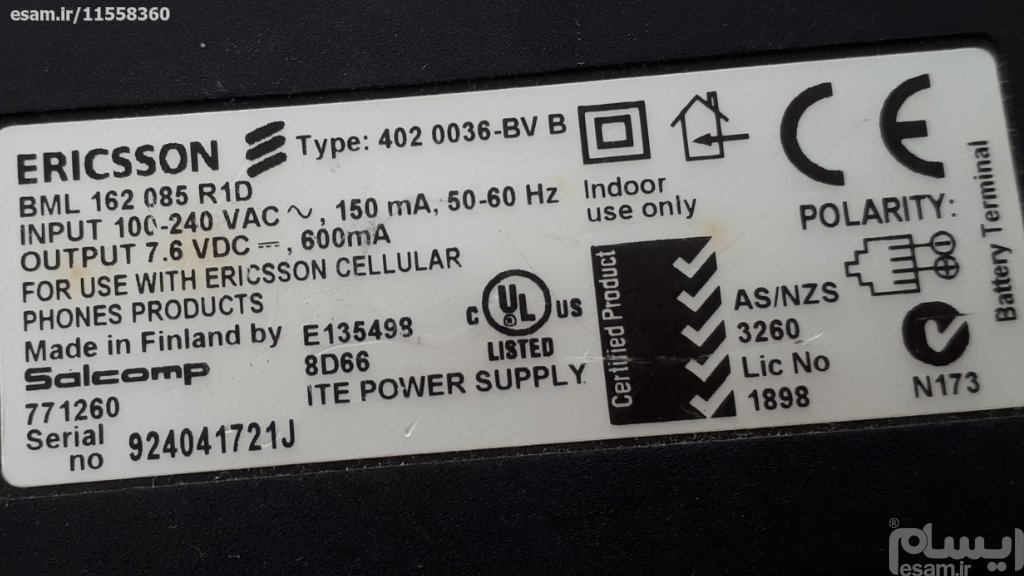 esam.ir/11558360
ERICSSON Type: 402 0036-BV B
BML 162 085 R1D
INPUT 100-240 VAC ~, 150 mA, 50-60 Hz
OUTPUT 7.6 VDC ⎓, 600mA
FOR USE WITH ERICSSON CELLULAR
PHONES PRODUCTS
Made in Finland by
Salcomp
771260
Serial
no 924041721J
E135498
8D66
ITE POWER SUPPLY
C UL US
®
LISTED
Indoor
use only
CE
Certified Product
AS/NZS
3260
Lic No
1898
POLARITY:
Battery Terminal
N173
ایسام®
esam.ir